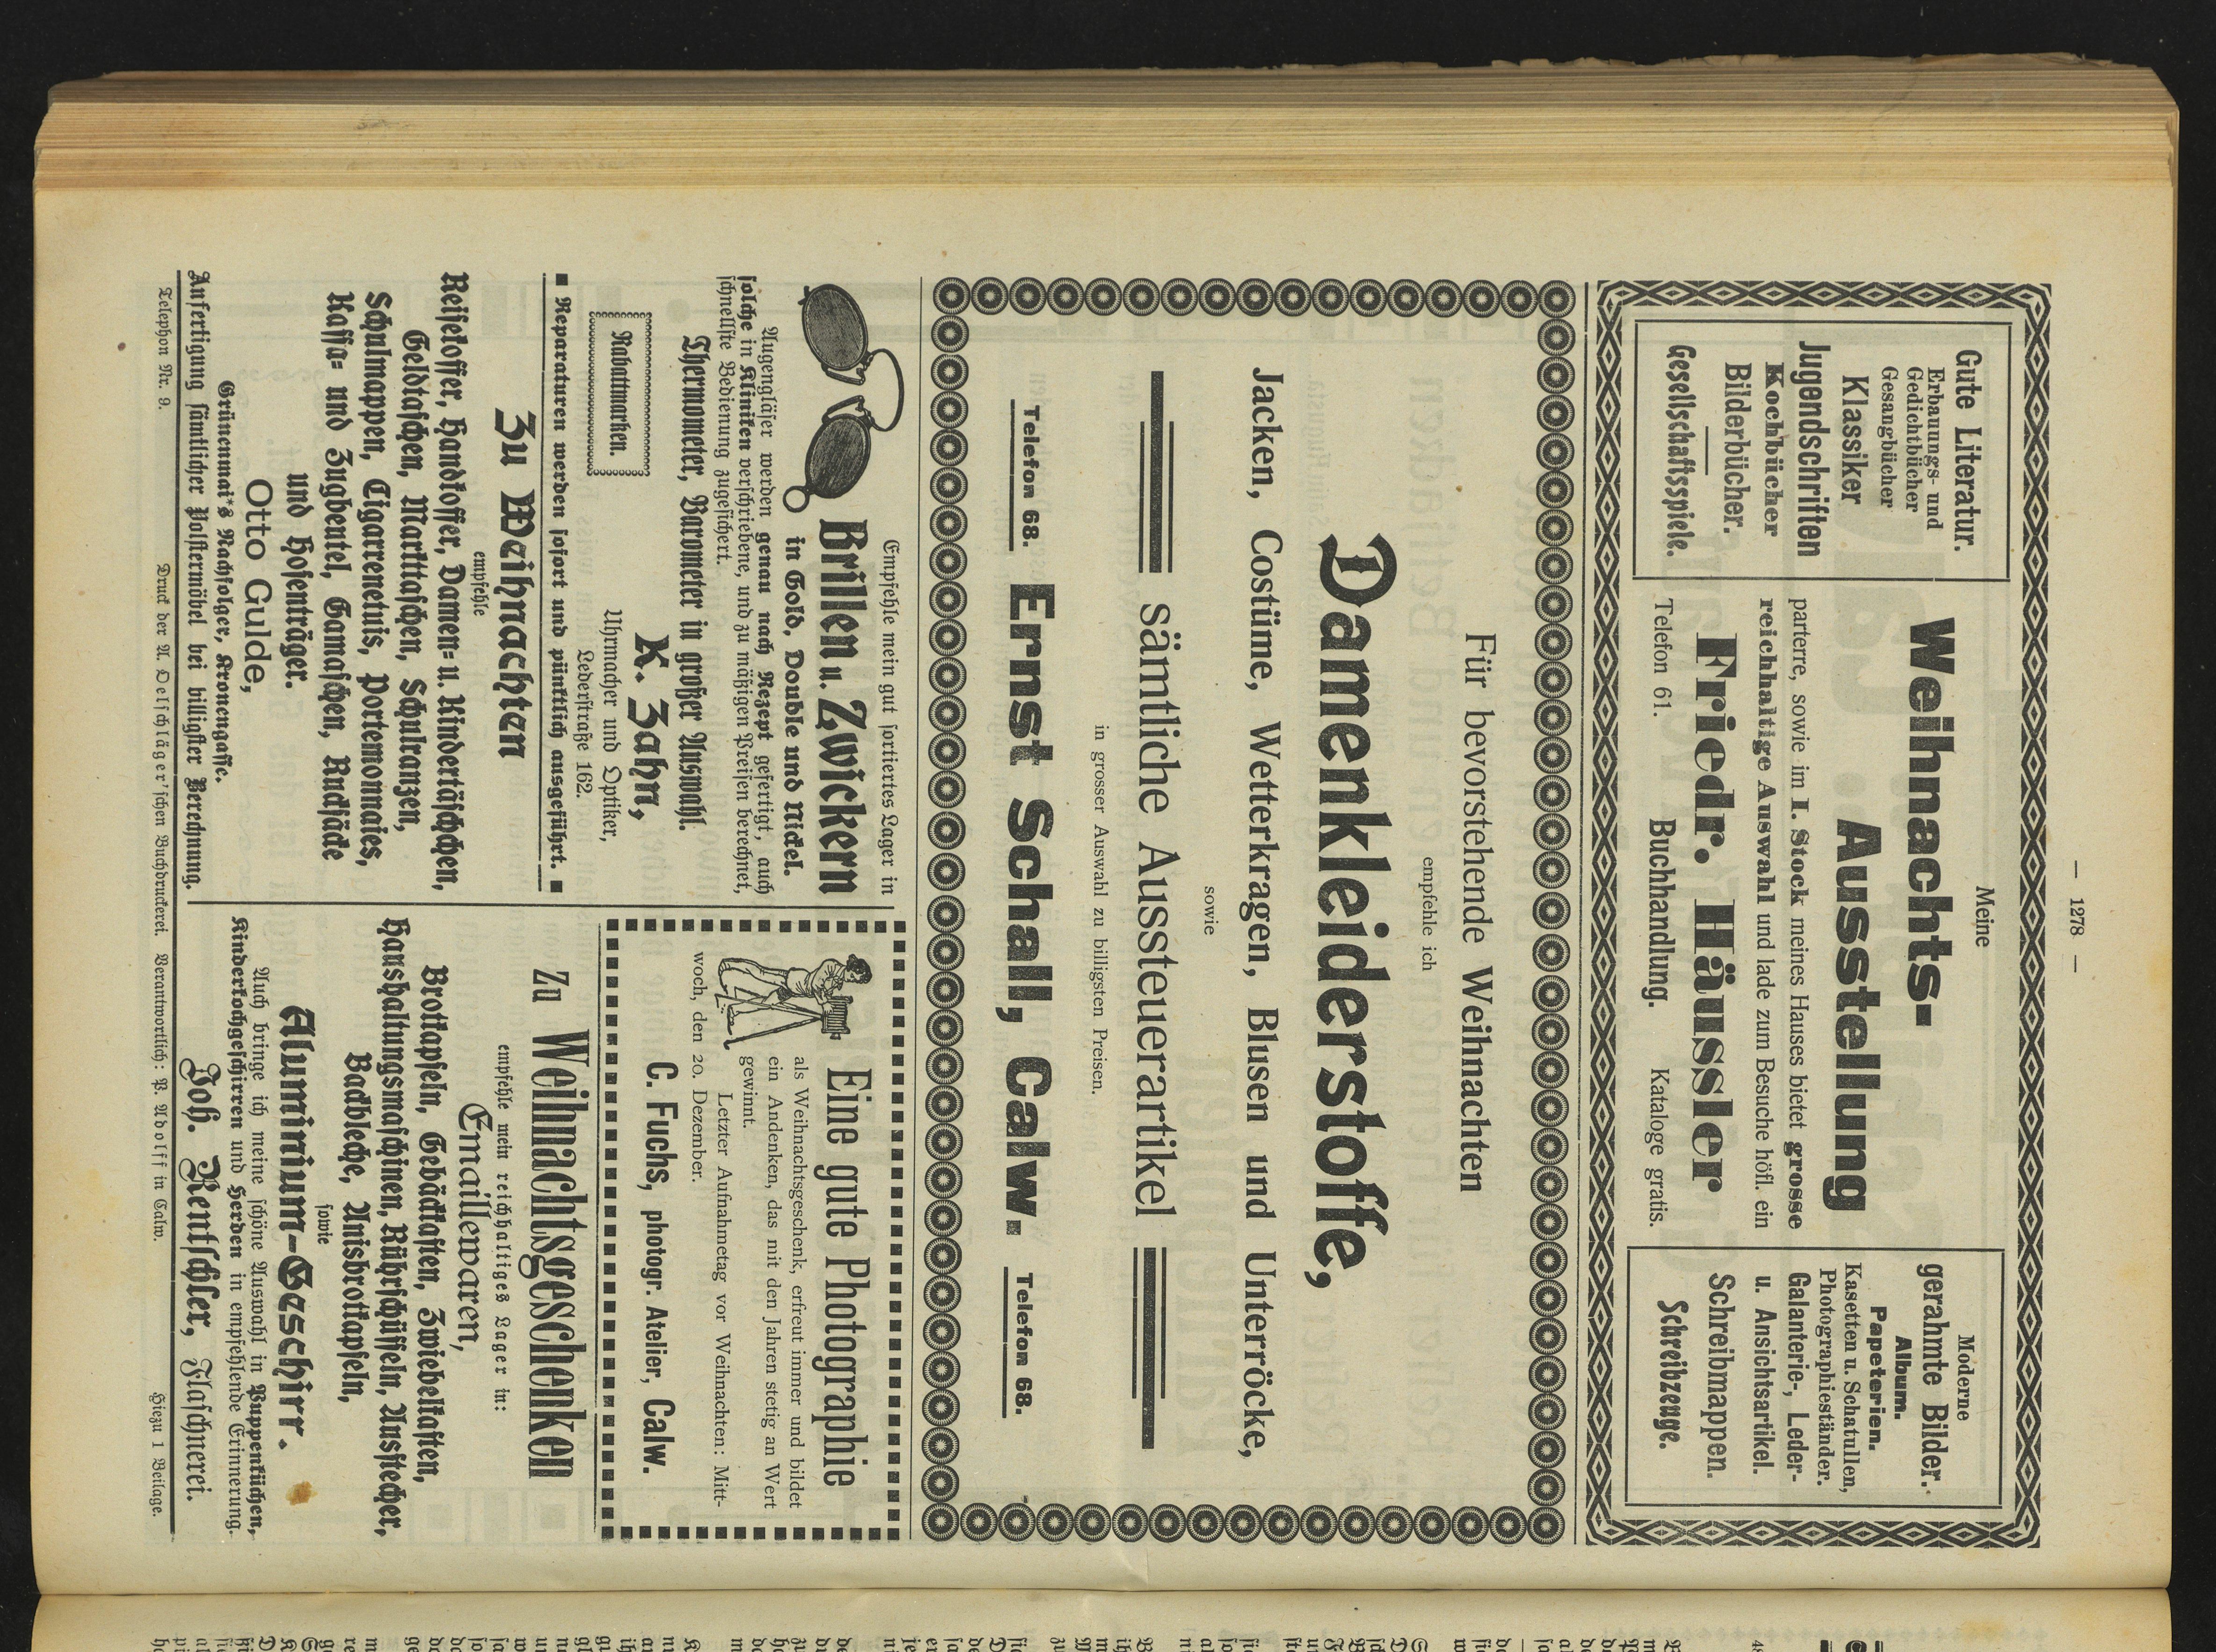 — 1278 —
Gute Literatur.
Erbauungs- und
Gedichtbücher
Gesangbücher
Klassiker
Jugendschriften
Kochbücher
Bilderbücher.
Gesellschaftsspiele.
Meine
Weihnachts-
Ausstellung
parterre, sowie im I. Stock meines Hauses bietet grosse
reichhaltige Auswahl und lade zum Besuche höfl. ein
Friedr. Häussler
Telefon 61. Buchhandlung. Kataloge gratis.
Moderne
gerahmte Bilder.
Album.
Papeterien.
Kasetten u. Schatullen,
Photographieständer.
Galanterie-, Leder-
u. Ansichtsartikel.
Schreibmappen.
Schreibzeuge.
Für bevorstehende Weihnachten
empfehle ich
Damenkleiderstoffe,
Jacken, Costüme, Wetterkragen, Blusen und Unterröcke,
sowie
sämtliche Aussteuerartikel
in grosser Auswahl zu billigsten Preisen.
Telefon 68. Ernst Schall, Calw. Telefon 68.
Empfehle mein gut sortiertes Lager in
Brillen u. Zwickern
in Gold, Double und Nickel.
Augengläser werden genau nach Rezept gefertigt, auch
solche in Kliniken verschriebene, und zu mäßigen Preisen berechnet,
schnellste Bedienung zugesichert.
Thermometer, Barometer in großer Auswahl.
Rabattmarken.
K. Zahn,
Uhrmacher und Optiker,
Lederstraße 162.
Reparaturen werden sofort und pünktlich ausgeführt.
Zu Weihnachten
empfehle
Reisekoffer, Handkoffer, Damen- u. Kindertäschchen,
Geldtaschen, Markttaschen, Schulranzen,
Schulmappen, Cigarrenetuis, Portemonnaies,
Kassa- und Zugbeutel, Gamaschen, Rucksäcke
und Hosenträger.
Otto Gulde,
Grünenmai's Nachfolger, Kronengasse.
Anfertigung sämtlicher Polstermöbel bei billigster Berechnung.
Eine gute Photographie
als Weihnachtsgeschenk, erfreut immer und bildet
ein Andenken, das mit den Jahren stetig an Wert
gewinnt.
Letzter Aufnahmetag vor Weihnachten: Mitt-
woch, den 20. Dezember.
C. Fuchs, photogr. Atelier, Calw.
Zu Weihnachtsgeschenken
empfehle mein reichhaltiges Lager in:
Emaillewaren,
Brotkapseln, Gebäckkasten, Zwiebelkasten,
Haushaltungsmaschinen, Rührschüsseln, Ausstecher,
Backbleche, Anisbrotkapseln,
sowie
Aluminium-Geschirr.
Auch bringe ich meine schöne Auswahl in Puppenküchen,
Kinderkochgeschirren und Herden in empfehlende Erinnerung.
Joh. Rentschler, Flaschnerei.
Telephon Nr. 9. Druck der A. Oelschläger'schen Buchdruckerei. Verantwortlich: P. Adolff in Calw. Hiezu 1 Beilage.